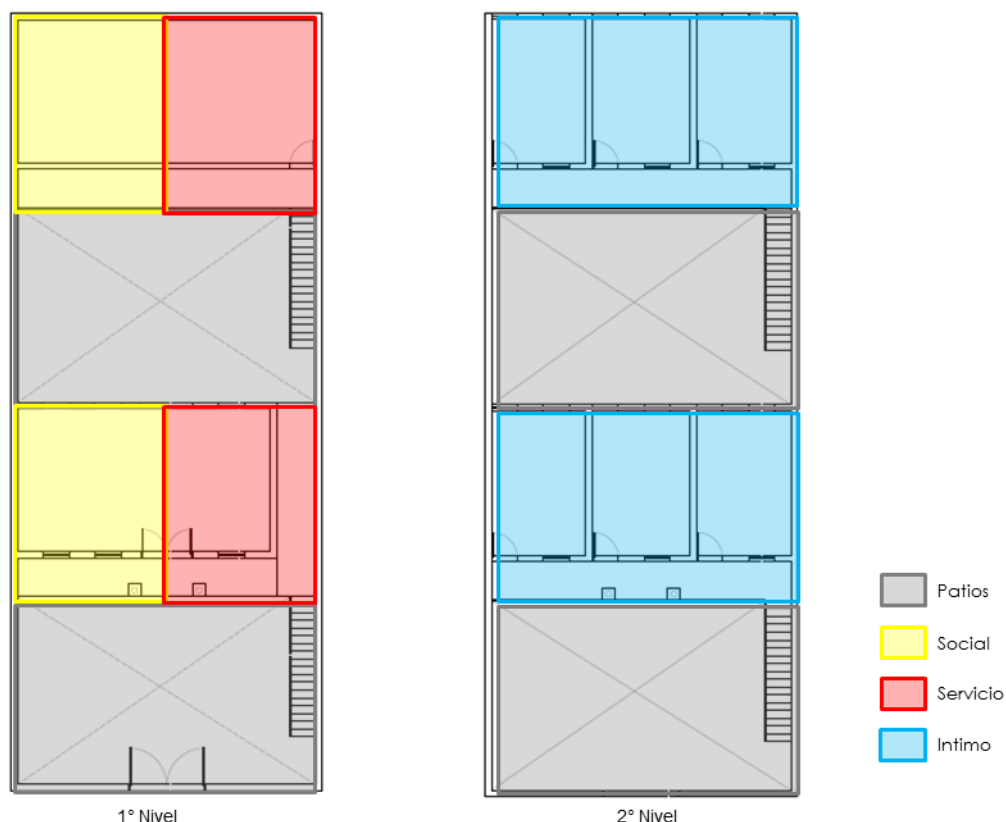 Patios
Social
Servicio
Intimo
1° Nivel
2° Nivel